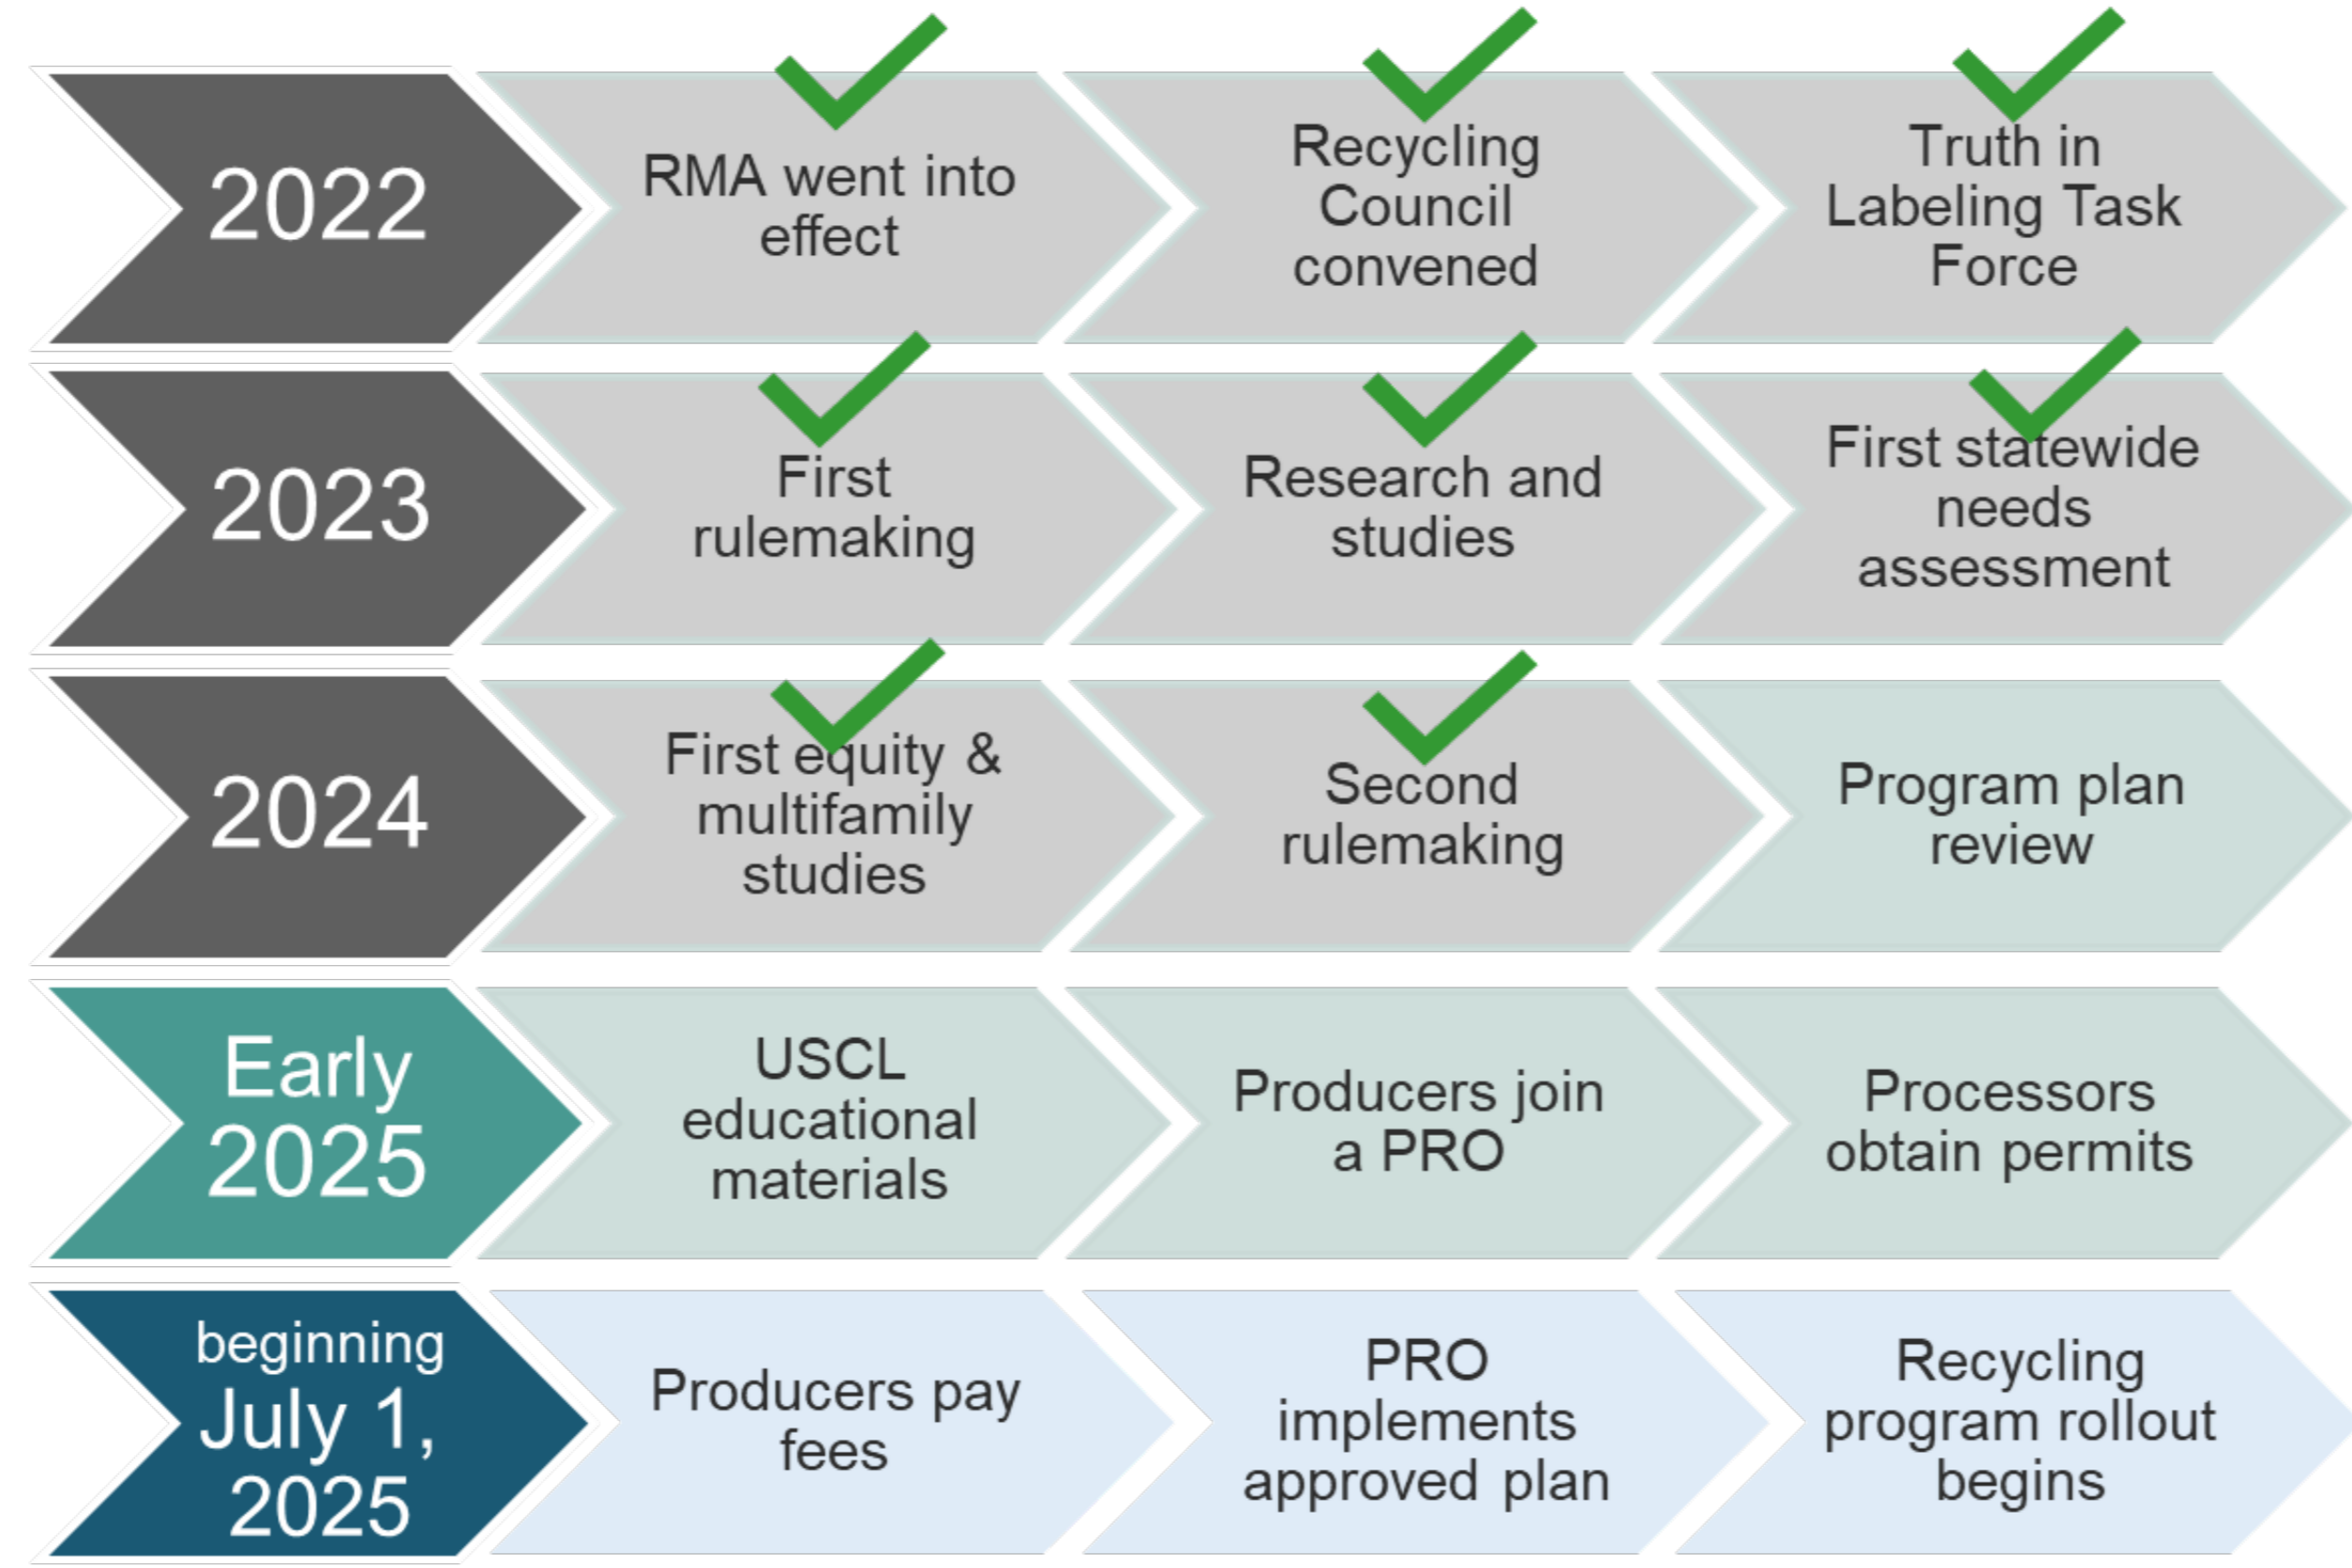 2022
RMA went into
effect
Recycling
Council
convened
Truth in
Labeling Task
Force
2023
First
rulemaking
Research and
studies
First statewide
needs
assessment
2024
First equity &
multifamily
studies
Second
rulemaking
Program plan
review
Early
2025
USCL
educational
materials
Producers join
a PRO
Processors
obtain permits
beginning
July 1,
2025
Producers pay
fees
PRO
implements
approved plan
Recycling
program rollout
begins